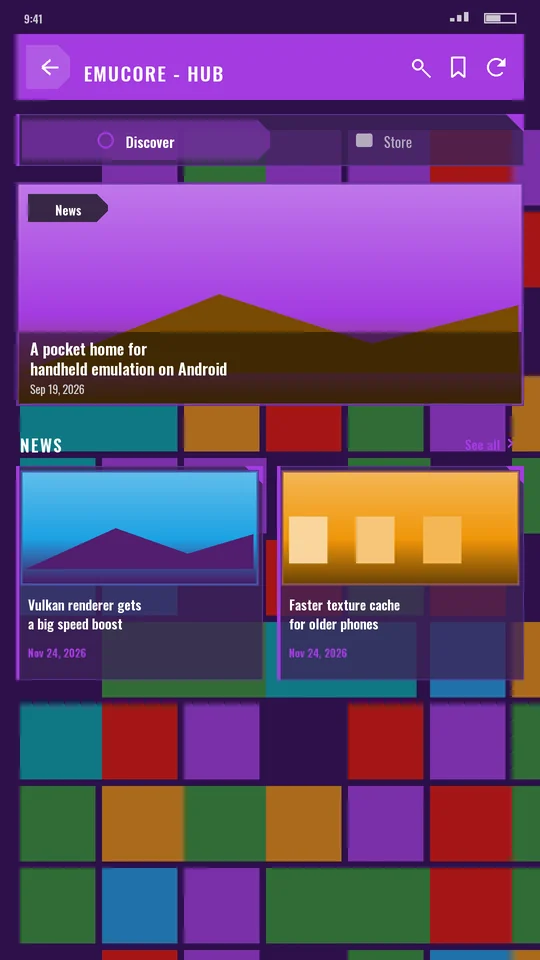 9:41
EMUCORE - HUB
Discover
Store
News
A pocket home for
handheld emulation on Android
Sep 19, 2026
NEWS
See all
Vulkan renderer gets
a big speed boost
Nov 24, 2026
Faster texture cache
for older phones
Nov 24, 2026